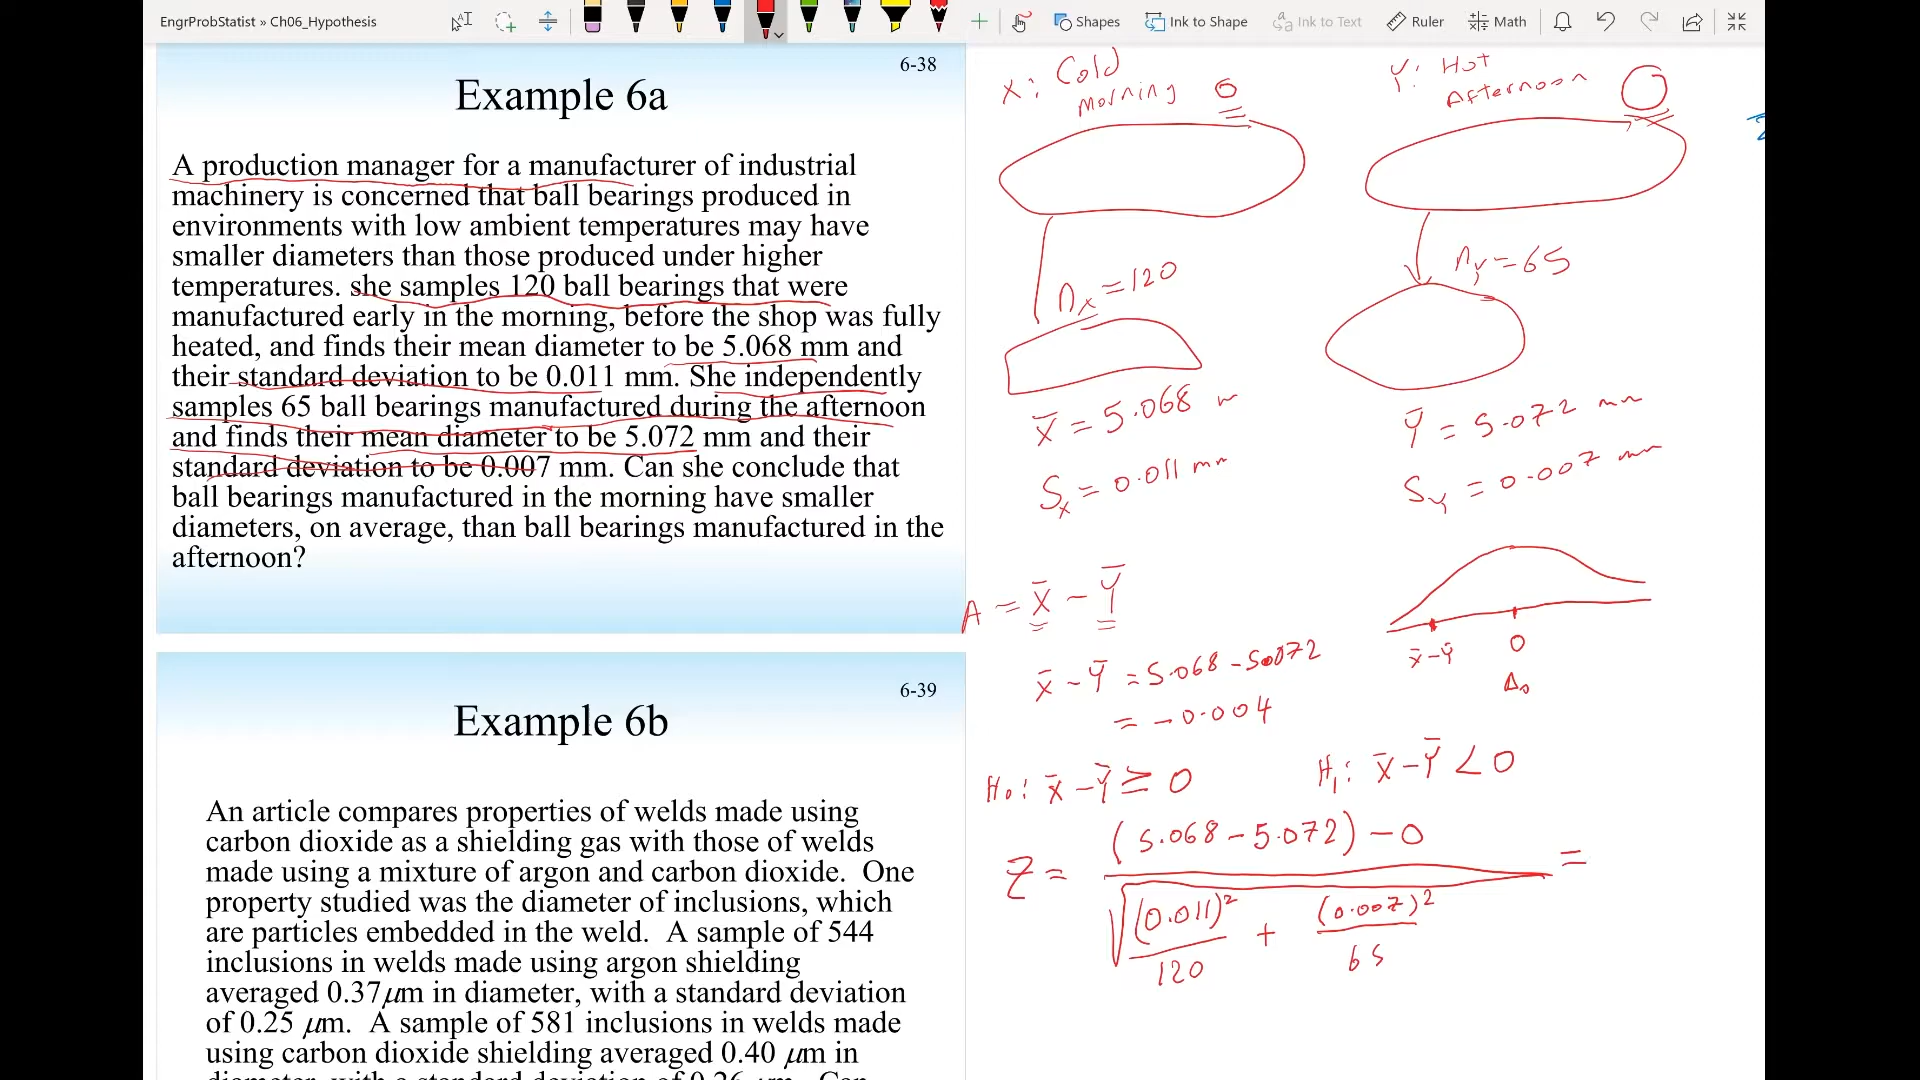 EngrProbStatist » Ch06_Hypothesis
Shapes
Ink to Shape
Ink to Text
Ruler
Math
6-38
Example 6a
A production manager for a manufacturer of industrial
machinery is concerned that ball bearings produced in
environments with low ambient temperatures may have
smaller diameters than those produced under higher
temperatures. she samples 120 ball bearings that were
manufactured early in the morning, before the shop was fully
heated, and finds their mean diameter to be 5.068 mm and
their standard deviation to be 0.011 mm. She independently
samples 65 ball bearings manufactured during the afternoon
and finds their mean diameter to be 5.072 mm and their
standard deviation to be 0.007 mm. Can she conclude that
ball bearings manufactured in the morning have smaller
diameters, on average, than ball bearings manufactured in the
afternoon?
6-39
Example 6b
An article compares properties of welds made using
carbon dioxide as a shielding gas with those of welds
made using a mixture of argon and carbon dioxide. One
property studied was the diameter of inclusions, which
are particles embedded in the weld. A sample of 544
inclusions in welds made using argon shielding
averaged 0.37μm in diameter, with a standard deviation
of 0.25 μm. A sample of 581 inclusions in welds made
using carbon dioxide shielding averaged 0.40 μm in
X: Cold
Morning
Y: Hot
Afternoon
n_x = 120
n_y = 65
X̄ = 5.068
S_x = 0.011 mm
Ȳ = 5.072 mm
S_y = 0.007 mm
A = X̄ - Ȳ
X̄ - Ȳ = 5.068 - 5.072
= -0.004
x̄-ȳ 0
Δ₀
H₀: X̄ - Ȳ ≥ 0
H₁: X̄ - Ȳ < 0
(5.068 - 5.072) - 0
Z = =
√ (0.011)² + (0.007)²
120 65